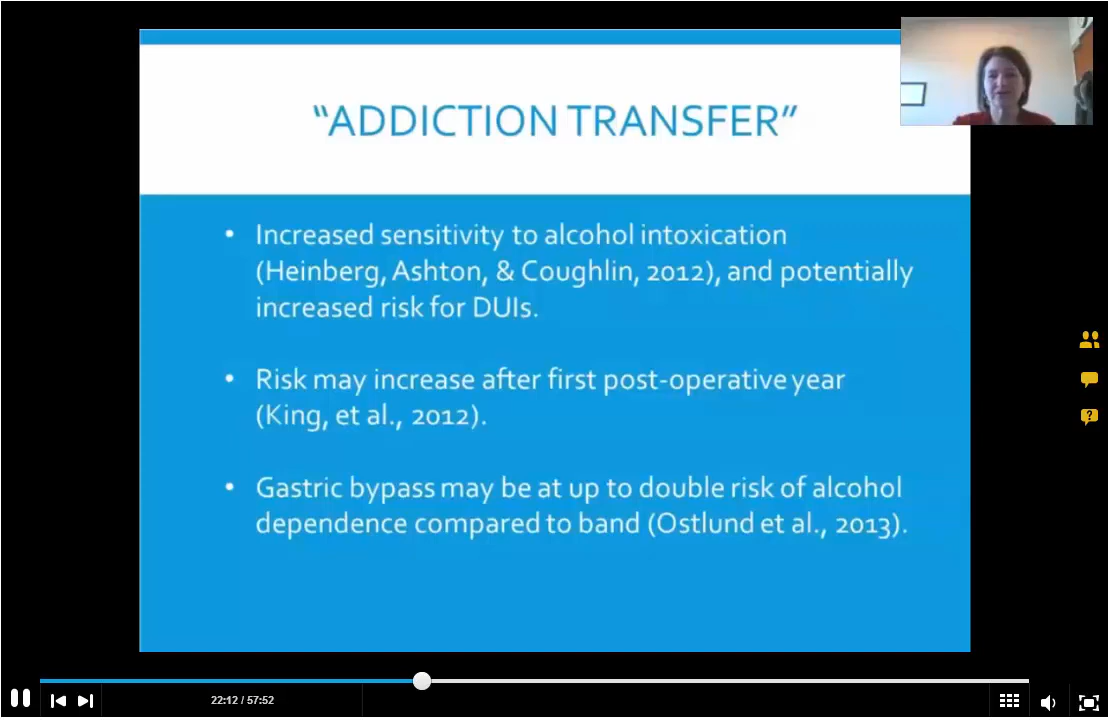 “ADDICTION TRANSFER”
• Increased sensitivity to alcohol intoxication
(Heinberg, Ashton, & Coughlin, 2012), and potentially
increased risk for DUIs.
• Risk may increase after first post-operative year
(King, et al., 2012).
• Gastric bypass may be at up to double risk of alcohol
dependence compared to band (Ostlund et al., 2013).
?
22:12 / 57:52